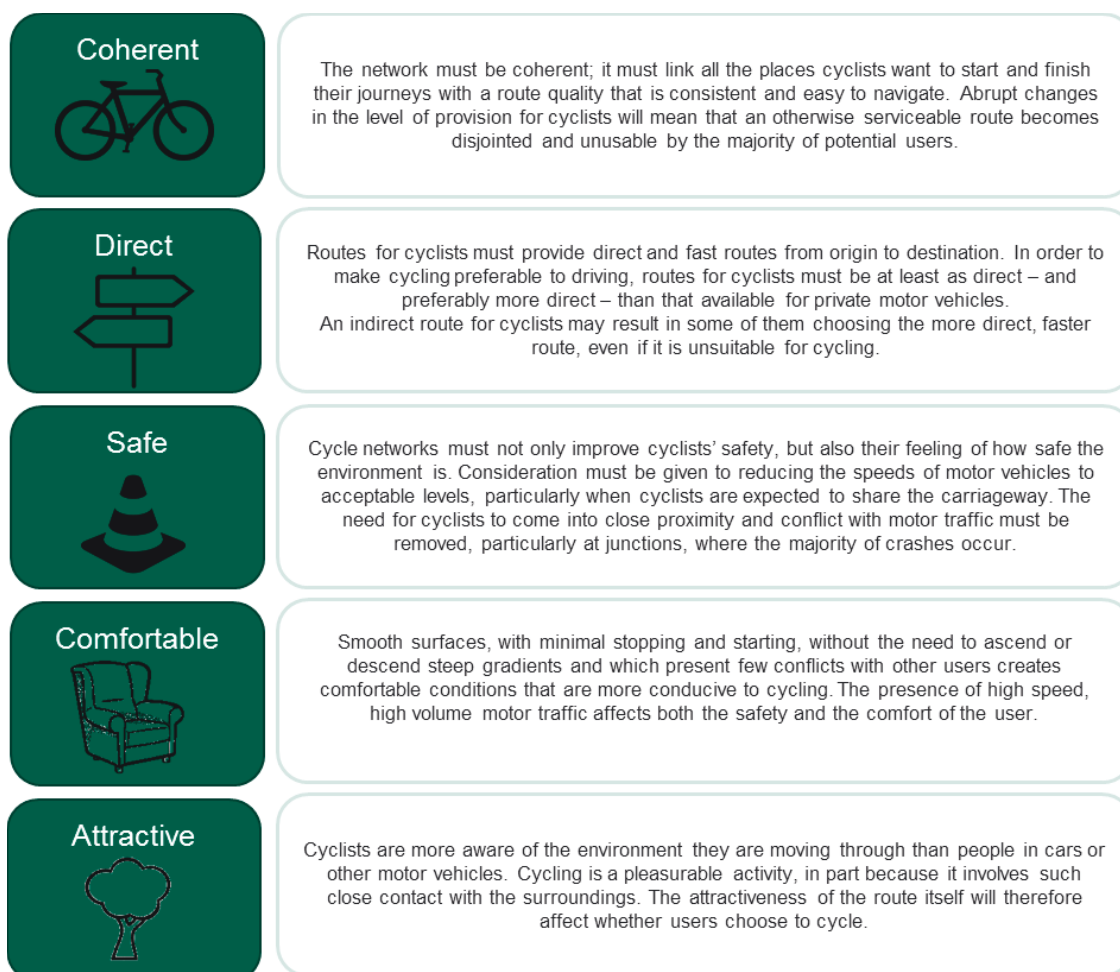 Coherent
The network must be coherent; it must link all the places cyclists want to start and finish
their journeys with a route quality that is consistent and easy to navigate. Abrupt changes
in the level of provision for cyclists will mean that an otherwise serviceable route becomes
disjointed and unusable by the majority of potential users.
Direct
Routes for cyclists must provide direct and fast routes from origin to destination. In order to
make cycling preferable to driving, routes for cyclists must be at least as direct – and
preferably more direct – than that available for private motor vehicles.
An indirect route for cyclists may result in some of them choosing the more direct, faster
route, even if it is unsuitable for cycling.
Safe
Cycle networks must not only improve cyclists’ safety, but also their feeling of how safe the
environment is. Consideration must be given to reducing the speeds of motor vehicles to
acceptable levels, particularly when cyclists are expected to share the carriageway. The
need for cyclists to come into close proximity and conflict with motor traffic must be
removed, particularly at junctions, where the majority of crashes occur.
Comfortable
Smooth surfaces, with minimal stopping and starting, without the need to ascend or
descend steep gradients and which present few conflicts with other users creates
comfortable conditions that are more conducive to cycling. The presence of high speed,
high volume motor traffic affects both the safety and the comfort of the user.
Attractive
Cyclists are more aware of the environment they are moving through than people in cars or
other motor vehicles. Cycling is a pleasurable activity, in part because it involves such
close contact with the surroundings. The attractiveness of the route itself will therefore
affect whether users choose to cycle.